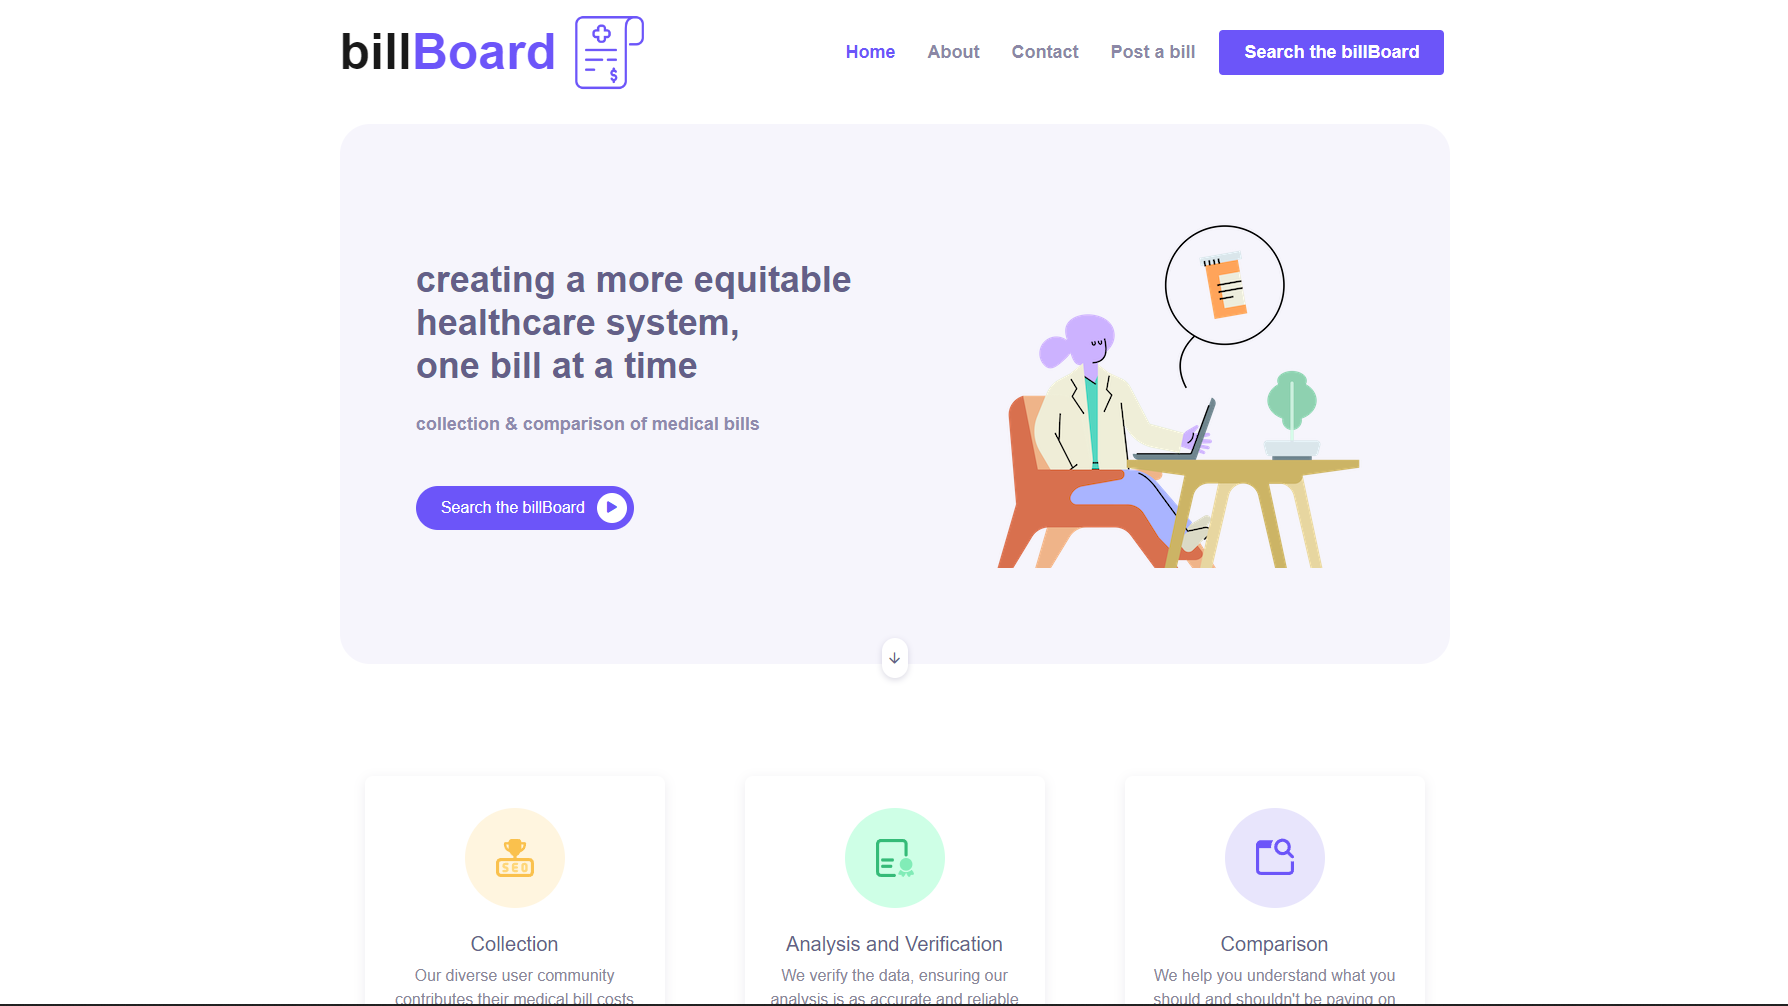 billBoard
Home About Contact Post a bill Search the billBoard
creating a more equitable
healthcare system,
one bill at a time
collection & comparison of medical bills
Search the billBoard
SEO
Collection
Our diverse user community
contributes their medical bill costs
Analysis and Verification
We verify the data, ensuring our
analysis is as accurate and reliable
Comparison
We help you understand what you
should and shouldn't be paying on